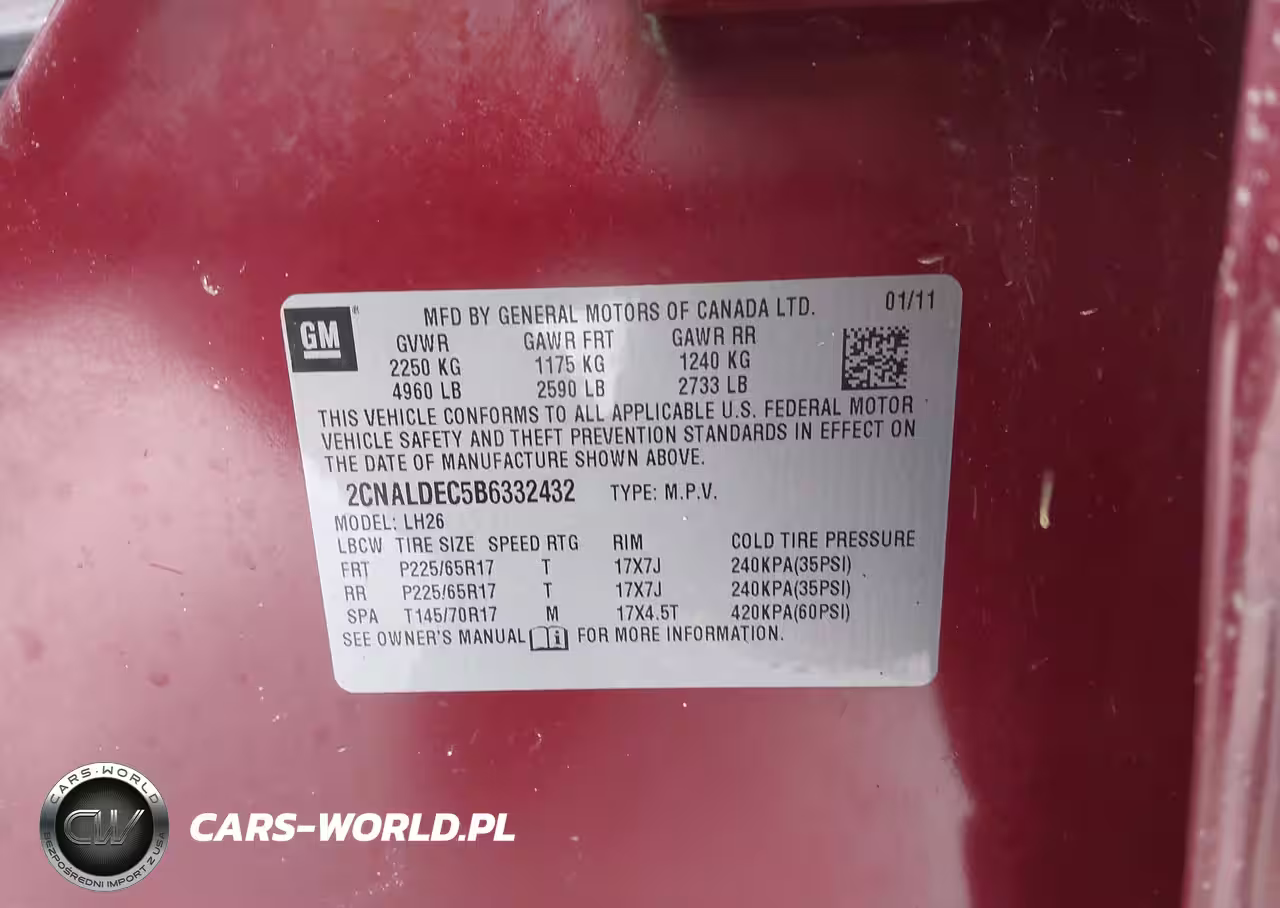 GM
MFD BY GENERAL MOTORS OF CANADA LTD. 01/11
GVWR GAWR FRT GAWR RR
2250 KG 1175 KG 1240 KG
4960 LB 2590 LB 2733 LB
THIS VEHICLE CONFORMS TO ALL APPLICABLE U.S. FEDERAL MOTOR
VEHICLE SAFETY AND THEFT PREVENTION STANDARDS IN EFFECT ON
THE DATE OF MANUFACTURE SHOWN ABOVE.
2CNALDEC5B6332432 TYPE: M.P.V.
MODEL: LH26
LBCW TIRE SIZE SPEED RTG RIM COLD TIRE PRESSURE
FRT P225/65R17 T 17X7J 240KPA(35PSI)
RR P225/65R17 T 17X7J 240KPA(35PSI)
SPA T145/70R17 M 17X4.5T 420KPA(60PSI)
SEE OWNER'S MANUAL i FOR MORE INFORMATION.
CARS-WORLD
CW
BEZPOŚREDNI IMPORT Z USA
CARS-WORLD.PL